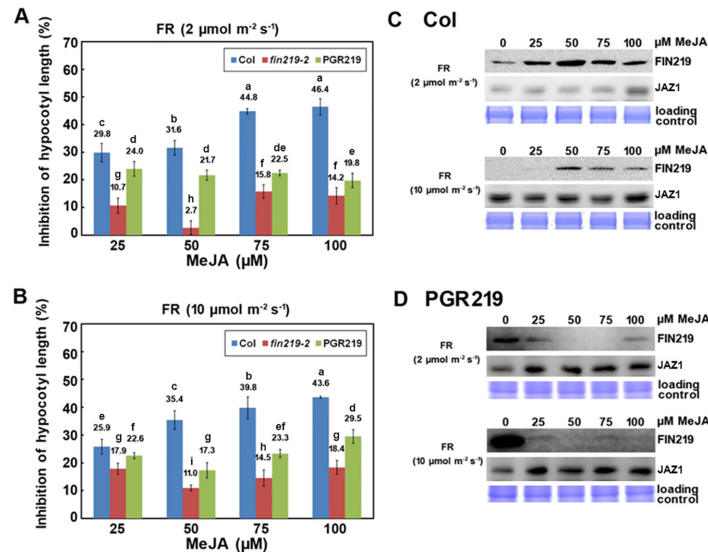 A
FR (2 μmol m⁻² s⁻¹)
Inhibition of hypocotyl length (%)
70
60
50
40
30
20
10
0
Col fin219-2 PGR219
c
29.8
g
10.7
d
24.0
b
31.6
h
2.7
d
21.7
a
44.8
f
15.8
de
22.5
a
46.4
f
14.2
e
19.8
25 50 75 100
MeJA (μM)
B
FR (10 μmol m⁻² s⁻¹)
Inhibition of hypocotyl length (%)
70
60
50
40
30
20
10
0
Col fin219-2 PGR219
e
25.9
g
17.9
f
22.6
c
35.4
i
11.0
g
17.3
b
39.8
h
14.5
ef
23.3
a
43.6
g
18.4
d
29.5
25 50 75 100
MeJA (μM)
C Col
0 25 50 75 100 μM MeJA
FR
(2 μmol m⁻² s⁻¹)
FIN219
JAZ1
loading
control
0 25 50 75 100 μM MeJA
FR
(10 μmol m⁻² s⁻¹)
FIN219
JAZ1
loading
control
D PGR219
0 25 50 75 100 μM MeJA
FR
(2 μmol m⁻² s⁻¹)
FIN219
JAZ1
loading
control
0 25 50 75 100 μM MeJA
FR
(10 μmol m⁻² s⁻¹)
FIN219
JAZ1
loading
control